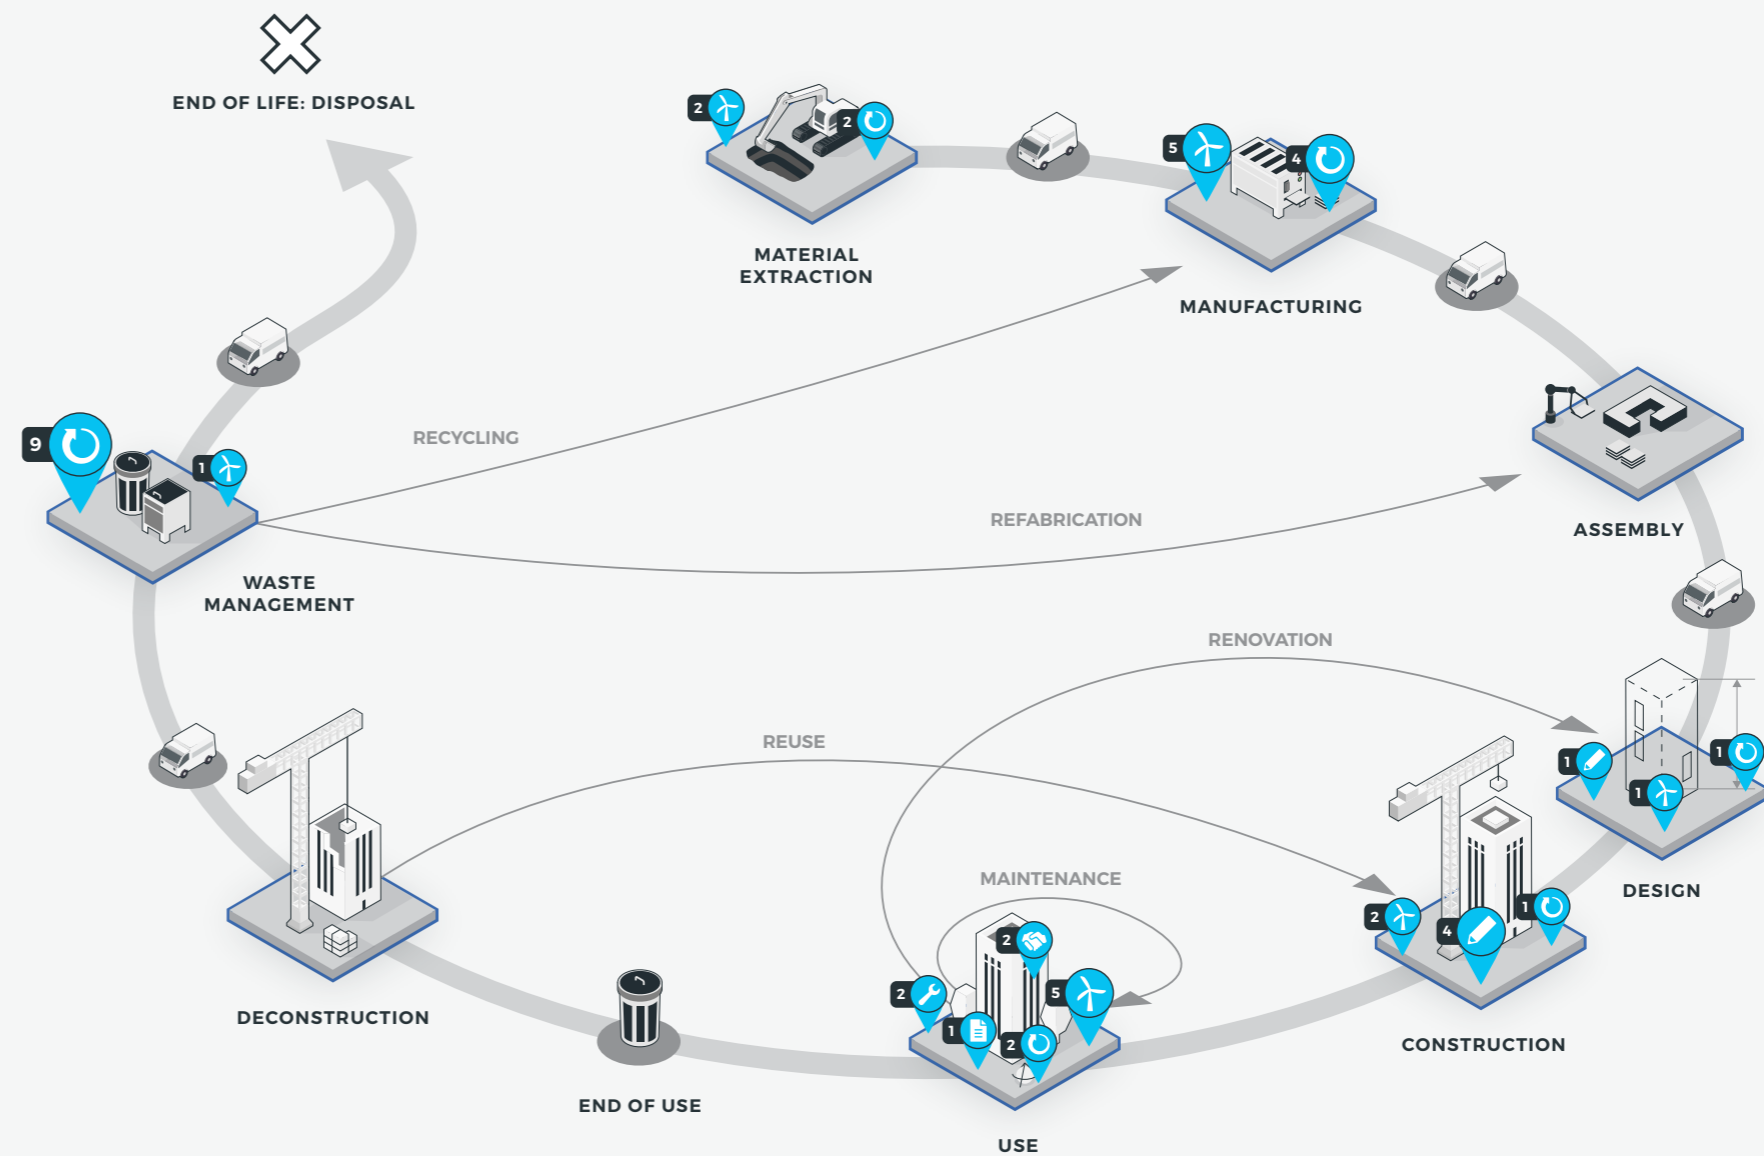 END OF LIFE: DISPOSAL
2
2
MATERIAL
EXTRACTION
5
4
MANUFACTURING
RECYCLING
9
1
WASTE
MANAGEMENT
REFABRICATION
ASSEMBLY
RENOVATION
REUSE
1
1
1
DESIGN
MAINTENANCE
2
4
1
CONSTRUCTION
2
2
5
1
2
USE
DECONSTRUCTION
END OF USE